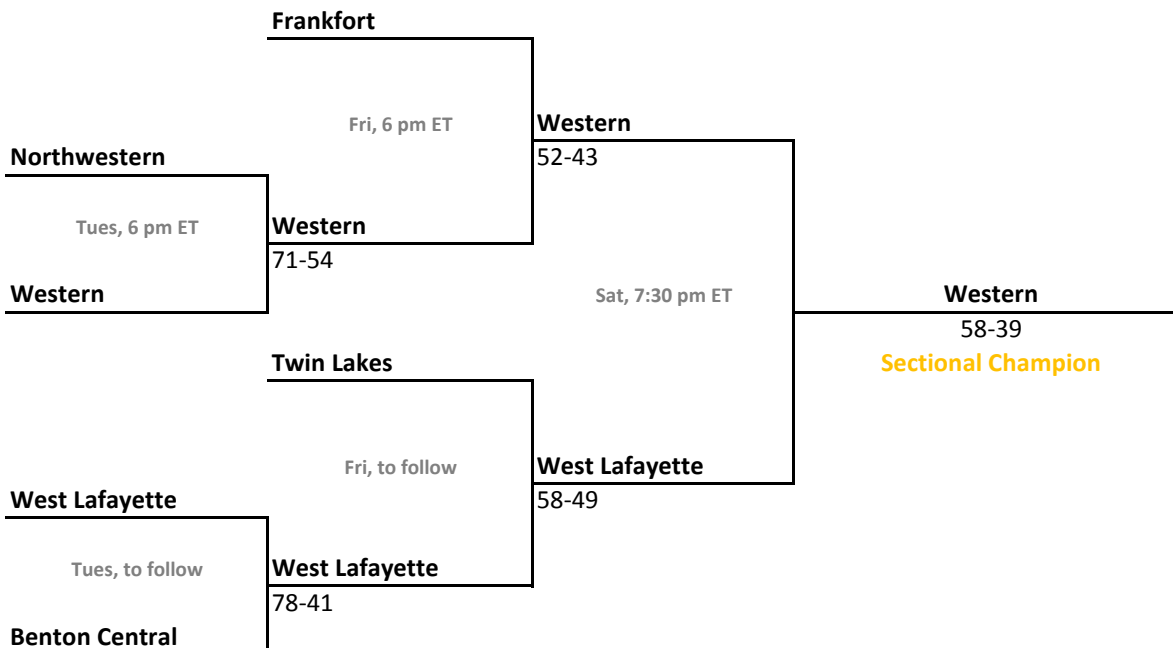 Frankfort
Fri, 6 pm ET
Western
Northwestern
52-43
Tues, 6 pm ET
Western
71-54
Western
Sat, 7:30 pm ET
Western
58-39
Twin Lakes
Sectional Champion
Fri, to follow
West Lafayette
West Lafayette
58-49
Tues, to follow
West Lafayette
78-41
Benton Central